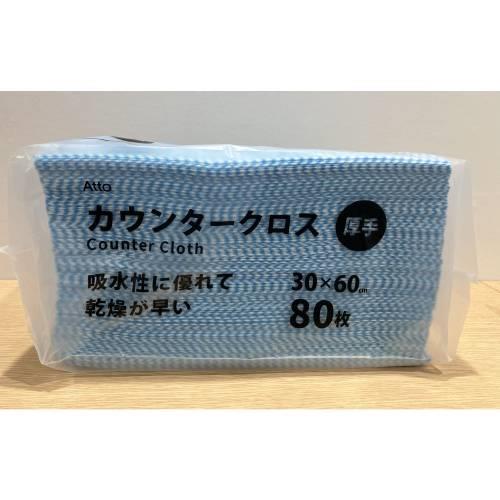 Atto
カウンタークロス 厚手
Counter Cloth
吸水性に優れて
乾燥が早い
30×60cm
80枚